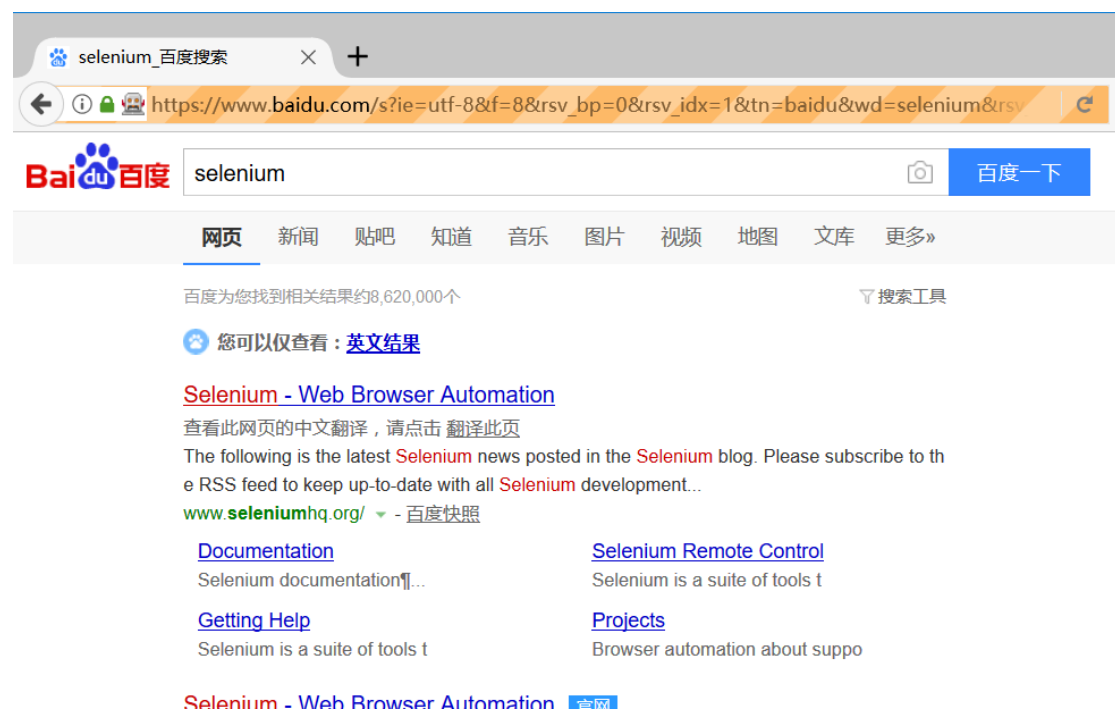 selenium_百度搜索
https://www.baidu.com/s?ie=utf-8&f=8&rsv_bp=0&rsv_idx=1&tn=baidu&wd=selenium&rsv
Bai du 百度 selenium 百度一下
网页 新闻 贴吧 知道 音乐 图片 视频 地图 文库 更多»
百度为您找到相关结果约8,620,000个 搜索工具
您可以仅查看：英文结果
Selenium - Web Browser Automation
查看此网页的中文翻译，请点击 翻译此页
The following is the latest Selenium news posted in the Selenium blog. Please subscribe to th
e RSS feed to keep up-to-date with all Selenium development...
www.seleniumhq.org/ - 百度快照
Documentation Selenium Remote Control
Selenium documentation¶... Selenium is a suite of tools t
Getting Help Projects
Selenium is a suite of tools t Browser automation about suppo
Selenium - Web Browser Automation 官网